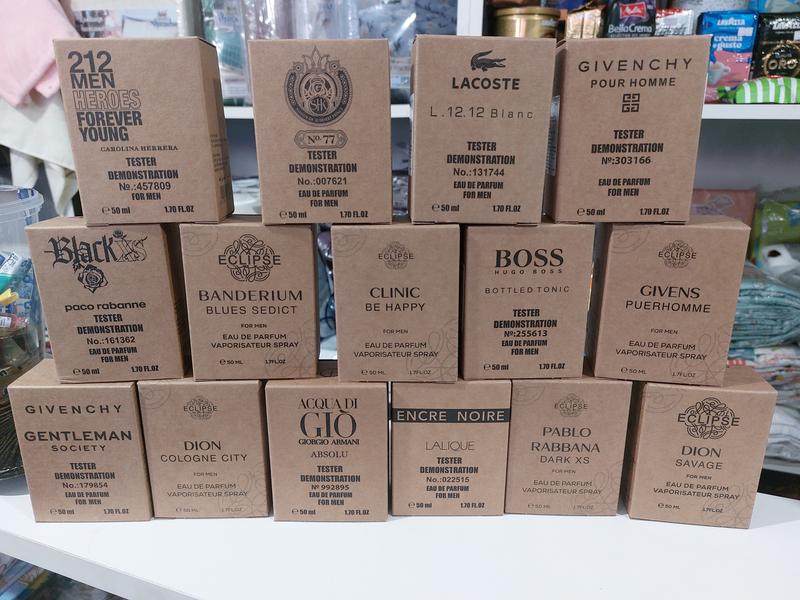 BellaCrema
LAVAZZA
crema
e gusto
LAVAZZA
ORO
212
MEN
HEROES
FOREVER
YOUNG
CAROLINA HERRERA
TESTER
DEMONSTRATION
№.:457809
EAU DE PARFUM
FOR MEN
℮ 50 ml 1.70 FL.OZ
No. 77
TESTER
DEMONSTRATION
No.:007621
EAU DE PARFUM
FOR MEN
℮ 50 ml 1.70 FL.OZ
LACOSTE
L.12.12 Blanc
TESTER
DEMONSTRATION
No.:131744
EAU DE PARFUM
FOR MEN
℮ 50 ml 1.70 FL.OZ
GIVENCHY
POUR HOMME
TESTER
DEMONSTRATION
№:303166
EAU DE PARFUM
FOR MEN
℮ 50 ml 1.70 FL.OZ
BlackXS
paco rabanne
TESTER
DEMONSTRATION
No.:161362
EAU DE PARFUM
FOR MEN
℮ 50 ml 1.70 FL.OZ
ECLIPSE
BANDERIUM
BLUES SEDICT
FOR MEN
EAU DE PARFUM
VAPORISATEUR SPRAY
℮ 50 ML 1.7FL.OZ
ECLIPSE
CLINIC
BE HAPPY
FOR MEN
EAU DE PARFUM
VAPORISATEUR SPRAY
℮ 50 ML 1.7FL.OZ
BOSS
HUGO BOSS
BOTTLED TONIC
TESTER
DEMONSTRATION
№:255613
EAU DE PARFUM
FOR MEN
℮ 50 ml 1.70 FL.OZ
ECLIPSE
GIVENS
PUERHOMME
FOR MEN
EAU DE PARFUM
VAPORISATEUR SPRAY
℮ 50 ML 1.7FL.OZ
GIVENCHY
GENTLEMAN
SOCIETY
TESTER
DEMONSTRATION
No.:179854
EAU DE PARFUM
FOR MEN
℮ 50 ml 1.70 FL.OZ
ECLIPSE
DION
COLOGNE CITY
FOR MEN
EAU DE PARFUM
VAPORISATEUR SPRAY
℮ 50 ML 1.7FL.OZ
ACQUA DI
GIÒ
GIORGIO ARMANI
ABSOLU
TESTER
DEMONSTRATION
№ 992895
EAU DE PARFUM
FOR MEN
℮ 50 ml 1.70 FL.OZ
ENCRE NOIRE
LALIQUE
TESTER
DEMONSTRATION
No.:022515
EAU DE PARFUM
FOR MEN
℮ 50 ml 1.70 FL.OZ
ECLIPSE
PABLO
RABBANA
DARK XS
FOR MEN
EAU DE PARFUM
VAPORISATEUR SPRAY
℮ 50 ML 1.7FL.OZ
ECLIPSE
DION
SAVAGE
FOR MEN
EAU DE PARFUM
VAPORISATEUR SPRAY
℮ 50 ML 1.7FL.OZ